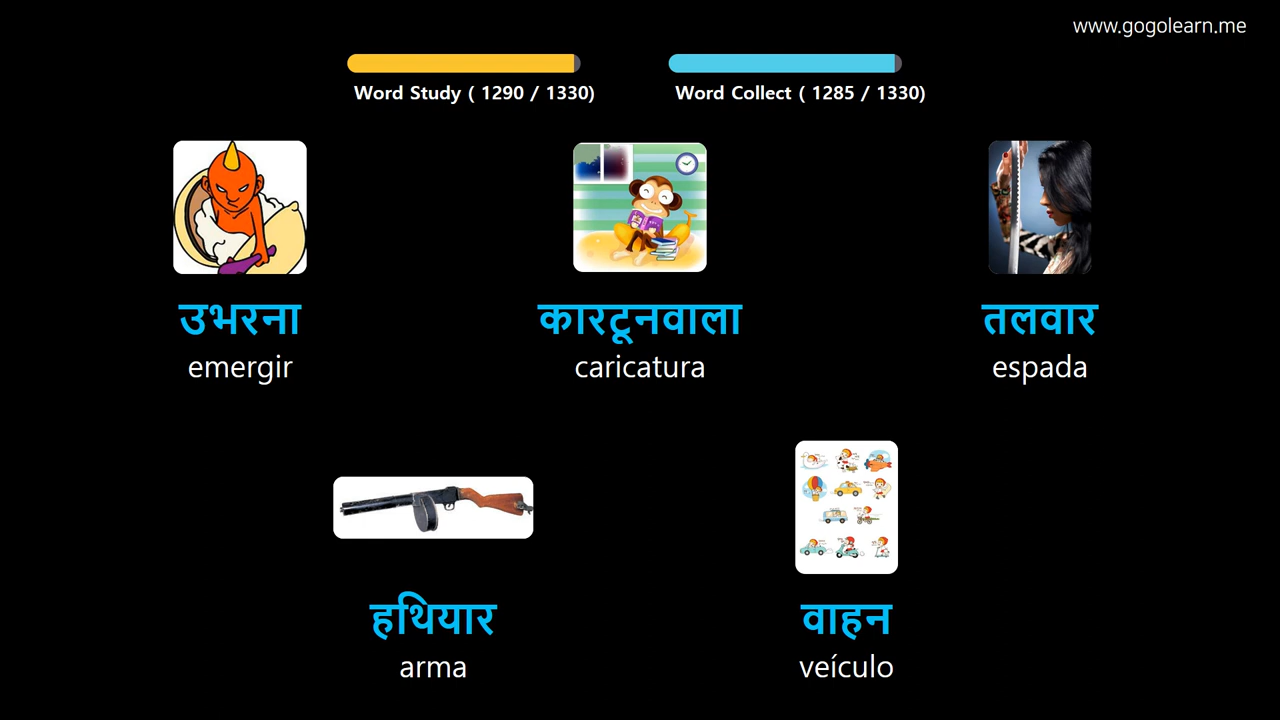 www.gogolearn.me
Word Study ( 1290 / 1330)
Word Collect ( 1285 / 1330)
उभरना
कारटूनवाला
तलवार
emergir
caricatura
espada
हथियार
वाहन
arma
veículo